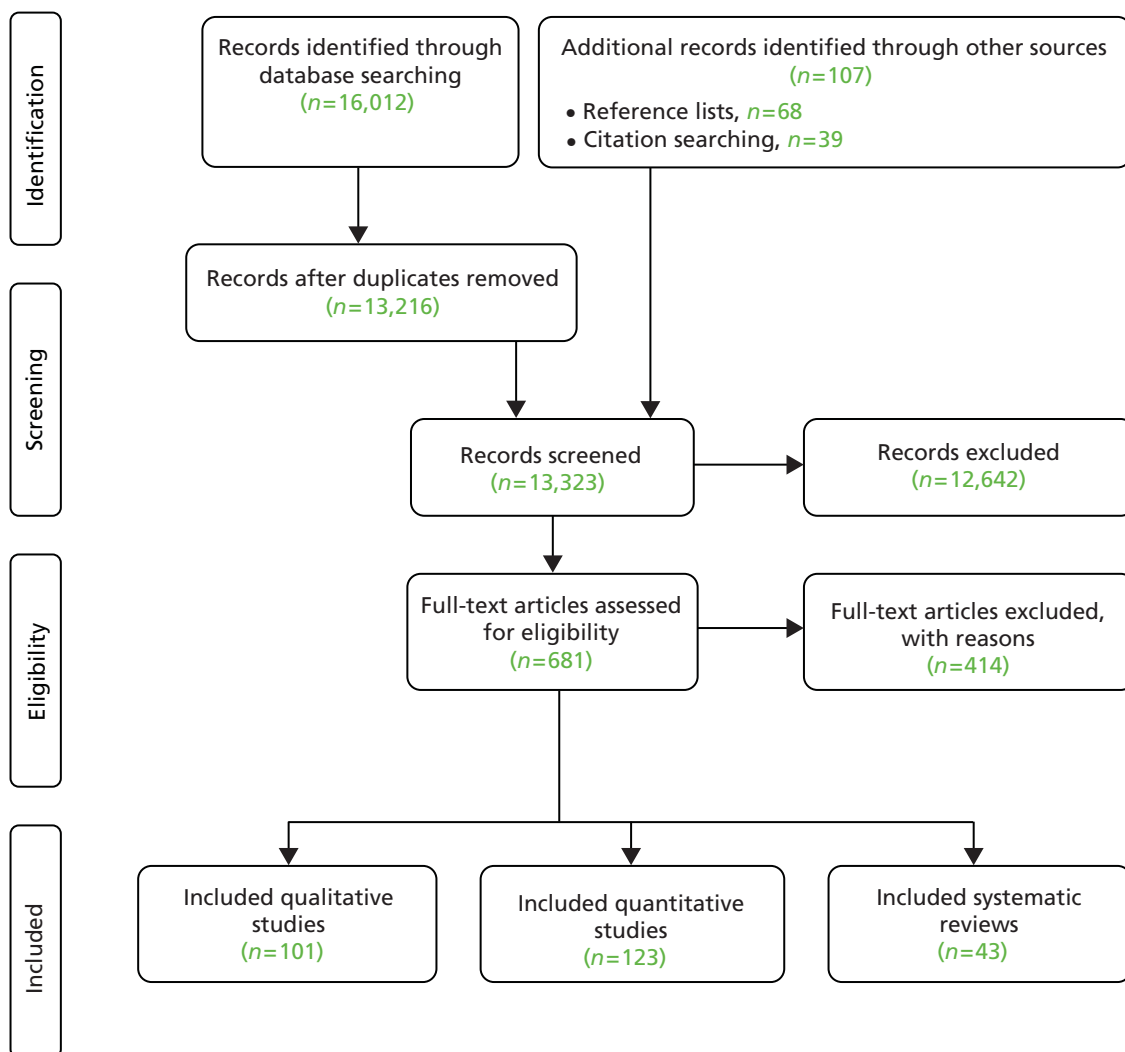 Identification
Records identified through
database searching
(n=16,012)
Additional records identified through other sources
(n=107)
• Reference lists, n=68
• Citation searching, n=39
Screening
Records after duplicates removed
(n=13,216)
Records screened
(n=13,323)
Records excluded
(n=12,642)
Eligibility
Full-text articles assessed
for eligibility
(n=681)
Full-text articles excluded,
with reasons
(n=414)
Included
Included qualitative
studies
(n=101)
Included quantitative
studies
(n=123)
Included systematic
reviews
(n=43)